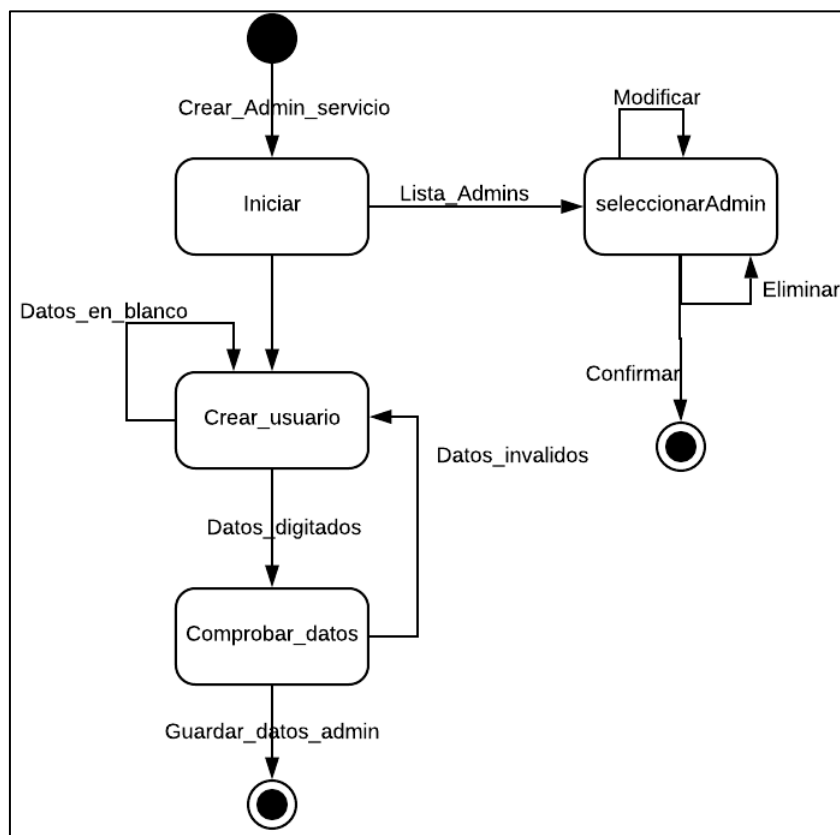 Crear_Admin_servicio
Modificar
Iniciar
Lista_Admins
seleccionarAdmin
Eliminar
Datos_en_blanco
Confirmar
Crear_usuario
Datos_invalidos
Datos_digitados
Comprobar_datos
Guardar_datos_admin